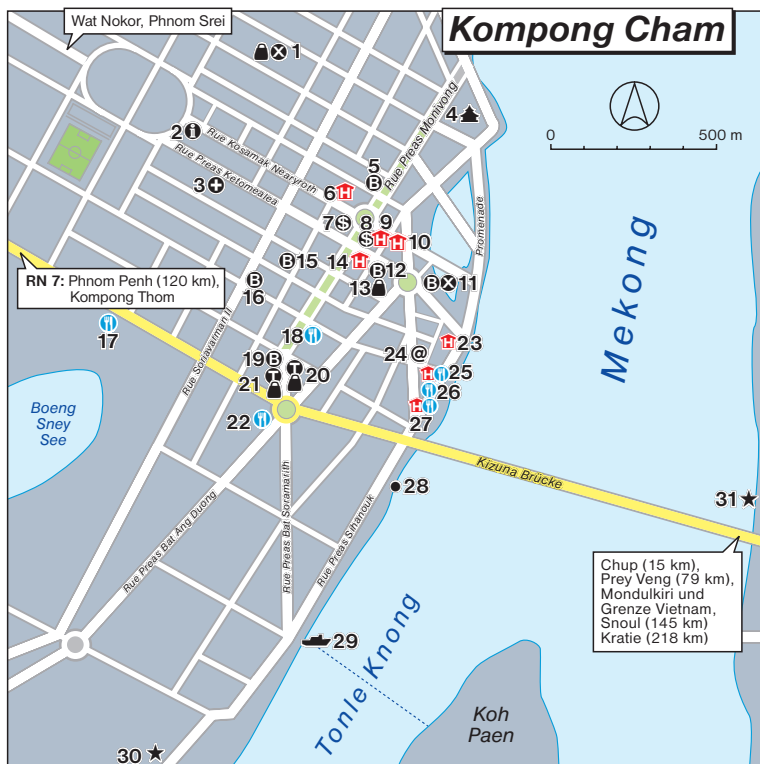 Wat Nokor, Phnom Srei
Kompong Cham
1
4
0 500 m
2 i
Rue Kosamak Nearyroth
Rue Preas Monivong
Rue Preas Ketomealea
3
5
B
6 H
7 $
8
$
9
H
H 10
Promenade
Mekong
RN 7: Phnom Penh (120 km),
Kompong Thom
B 15
14 H
B 12
13
B 11
B
16
17
Rue Soriavarman II
18
24 @
H 23
19 B
T
21
T
20
H 25
26
H
27
22
Boeng
Sney
See
Kizuna Brücke
28
31
Rue Preas Bat Ang Duong
Rue Preas Bat Soramarith
Rue Preas Sihanouk
Chup (15 km),
Prey Veng (79 km),
Mondulkiri und
Grenze Vietnam,
Snoul (145 km)
Kratie (218 km)
29
Tonle Knong
Koh
Paen
30